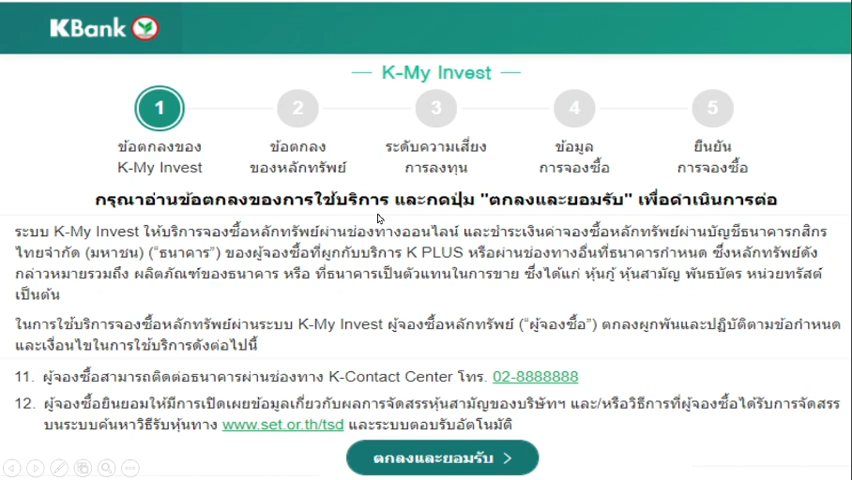 KBank
K-My Invest
1 2 3 4 5
ข้อตกลงของ ข้อตกลง ระดับความเสี่ยง ข้อมูล ยืนยัน
K-My Invest ของหลักทรัพย์ การลงทุน การจองซื้อ การจองซื้อ
กรุณาอ่านข้อตกลงของการใช้บริการ และกดปุ่ม "ตกลงและยอมรับ" เพื่อดำเนินการต่อ
ระบบ K-My Invest ให้บริการจองซื้อหลักทรัพย์ผ่านช่องทางออนไลน์ และชำระเงินค่าจองซื้อหลักทรัพย์ผ่านบัญชีธนาคารกสิกร
ไทยจำกัด (มหาชน) (“ธนาคาร”) ของผู้จองซื้อที่ผูกกับบริการ K PLUS หรือผ่านช่องทางอื่นที่ธนาคารกำหนด ซึ่งหลักทรัพย์ดัง
กล่าวหมายรวมถึง ผลิตภัณฑ์ของธนาคาร หรือ ที่ธนาคารเป็นตัวแทนในการขาย ซึ่งได้แก่ หุ้นกู้ หุ้นสามัญ พันธบัตร หน่วยทรัสต์
เป็นต้น
ในการใช้บริการจองซื้อหลักทรัพย์ผ่านระบบ K-My Invest ผู้จองซื้อหลักทรัพย์ (“ผู้จองซื้อ”) ตกลงผูกพันและปฏิบัติตามข้อกำหนด
และเงื่อนไขในการใช้บริการดังต่อไปนี้
11. ผู้จองซื้อสามารถติดต่อธนาคารผ่านช่องทาง K-Contact Center โทร. 02-8888888
12. ผู้จองซื้อยินยอมให้มีการเปิดเผยข้อมูลเกี่ยวกับผลการจัดสรรหุ้นสามัญของบริษัทฯ และ/หรือวิธีการที่ผู้จองซื้อได้รับการจัดสรร
บนระบบค้นหาวิธีรับหุ้นทาง www.set.or.th/tsd และระบบตอบรับอัตโนมัติ
ตกลงและยอมรับ